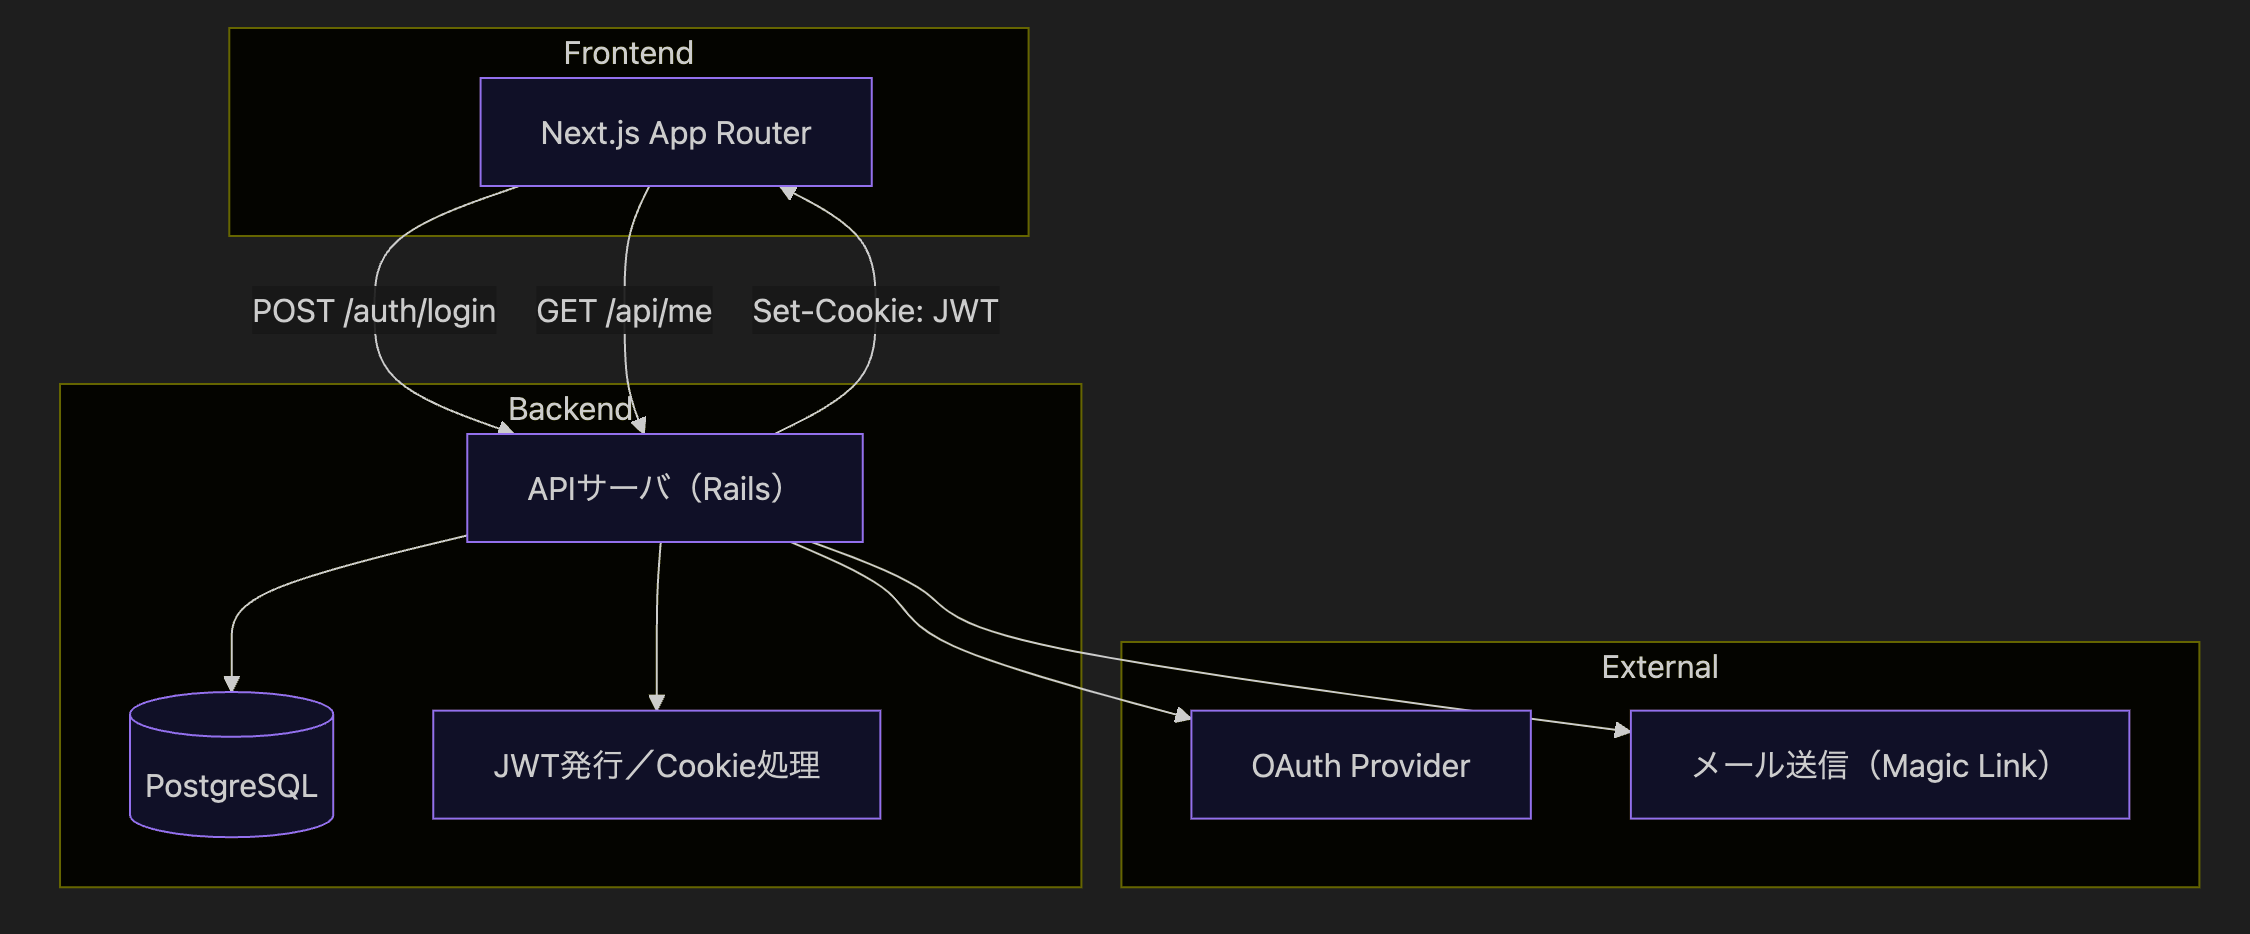 Frontend
Next.js App Router
POST /auth/login
GET /api/me
Set-Cookie: JWT
Backend
APIサーバ（Rails）
External
PostgreSQL
JWT発行／Cookie処理
OAuth Provider
メール送信（Magic Link）